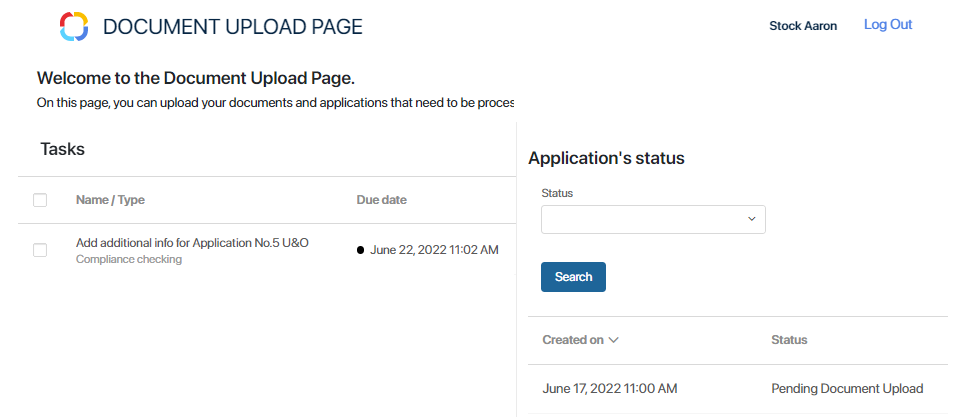 DOCUMENT UPLOAD PAGE
Stock Aaron
Log Out
Welcome to the Document Upload Page.
On this page, you can upload your documents and applications that need to be proces
Tasks
Name / Type
Due date
Add additional info for Application No.5 U&O
Compliance checking
June 22, 2022 11:02 AM
Application's status
Status
Search
Created on
Status
June 17, 2022 11:00 AM
Pending Document Upload